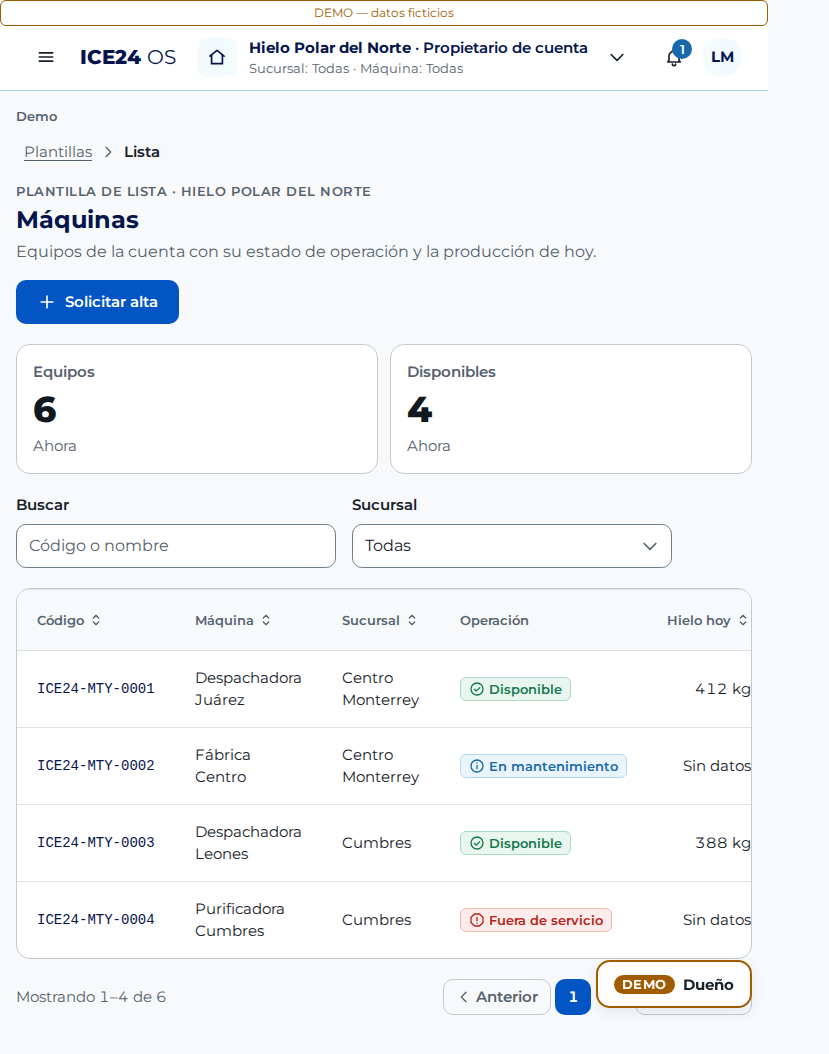 DEMO — datos ficticios
ICE24 OS
Hielo Polar del Norte · Propietario de cuenta
Sucursal: Todas · Máquina: Todas
1
LM
Demo
Plantillas > Lista
PLANTILLA DE LISTA · HIELO POLAR DEL NORTE
Máquinas
Equipos de la cuenta con su estado de operación y la producción de hoy.
+ Solicitar alta
Equipos
6
Ahora
Disponibles
4
Ahora
Buscar
Código o nombre
Sucursal
Todas
Código Máquina Sucursal Operación Hielo hoy
ICE24-MTY-0001 Despachadora Juárez Centro Monterrey Disponible 412 kg
ICE24-MTY-0002 Fábrica Centro Centro Monterrey En mantenimiento Sin datos
ICE24-MTY-0003 Despachadora Leones Cumbres Disponible 388 kg
ICE24-MTY-0004 Purificadora Cumbres Cumbres Fuera de servicio Sin datos
Mostrando 1–4 de 6
Anterior 1
DEMO Dueño